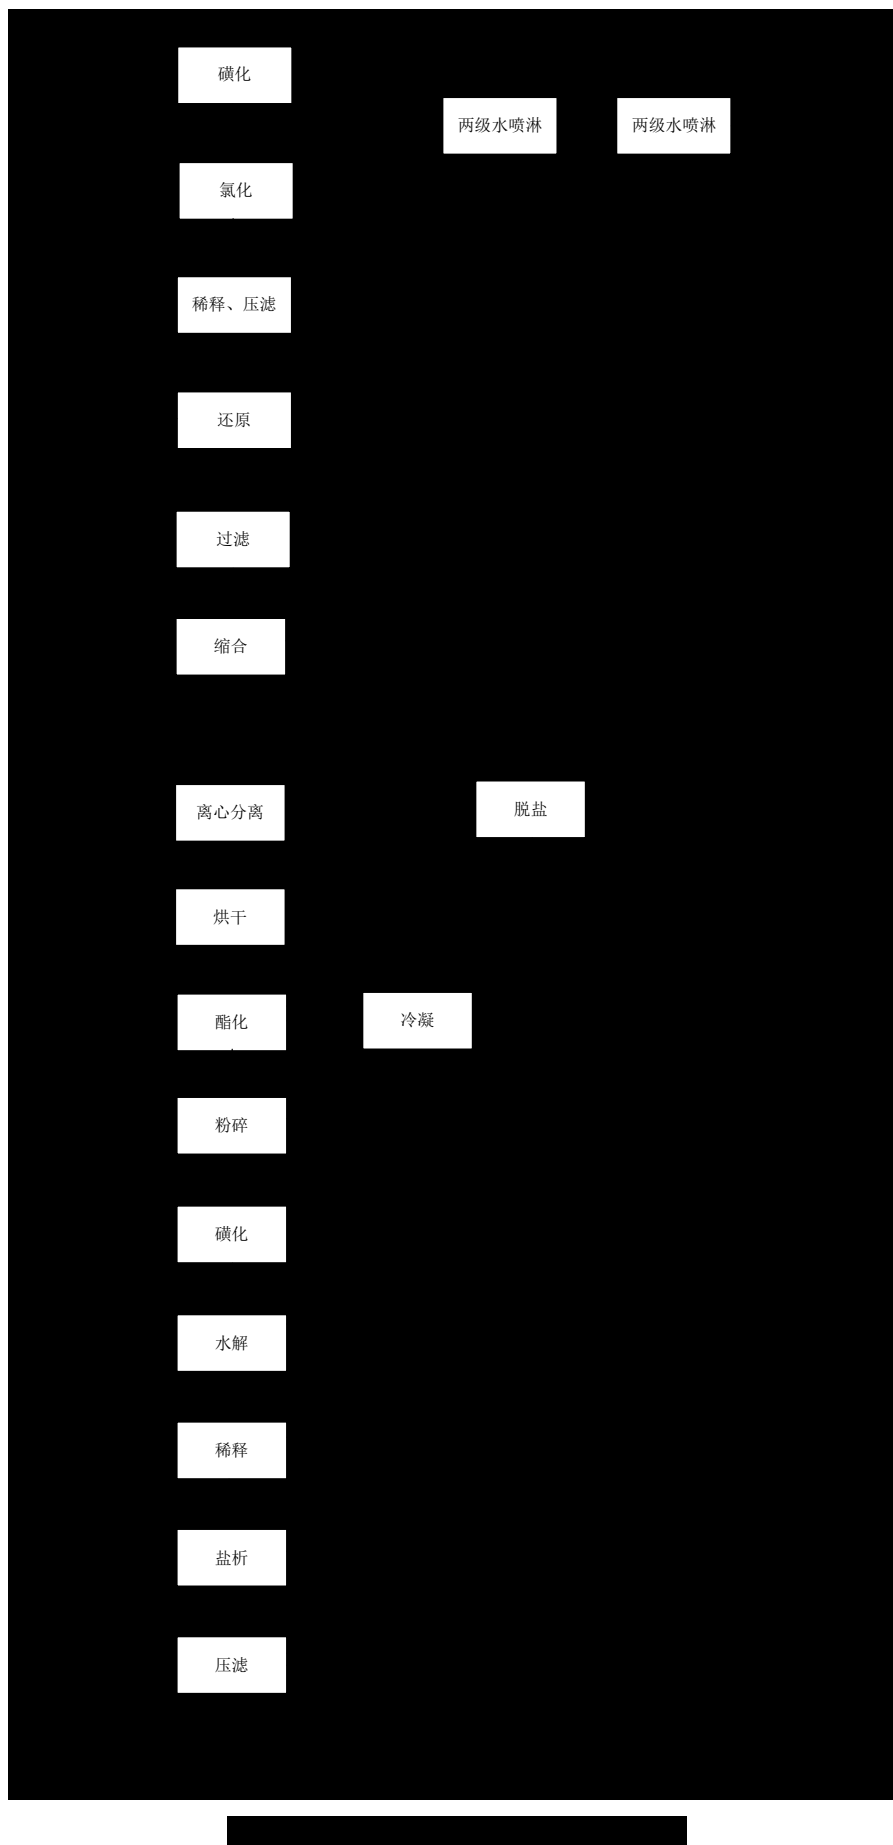 磺化
两级水喷淋
两级水喷淋
氯化
稀释、压滤
还原
过滤
缩合
离心分离
脱盐
烘干
酯化
冷凝
粉碎
磺化
水解
稀释
盐析
压滤